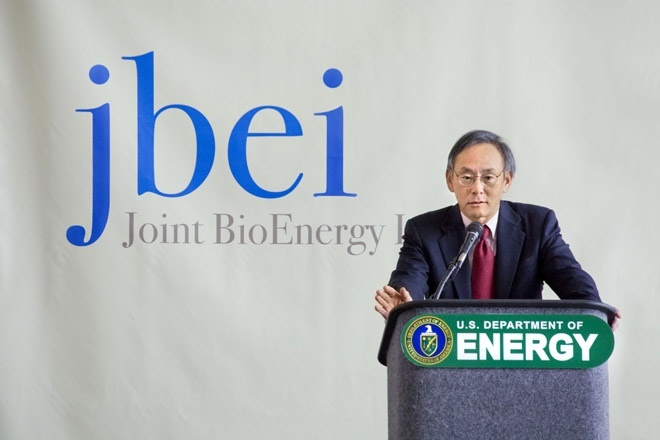 jbei
Joint BioEnergy
U.S. DEPARTMENT OF
ENERGY